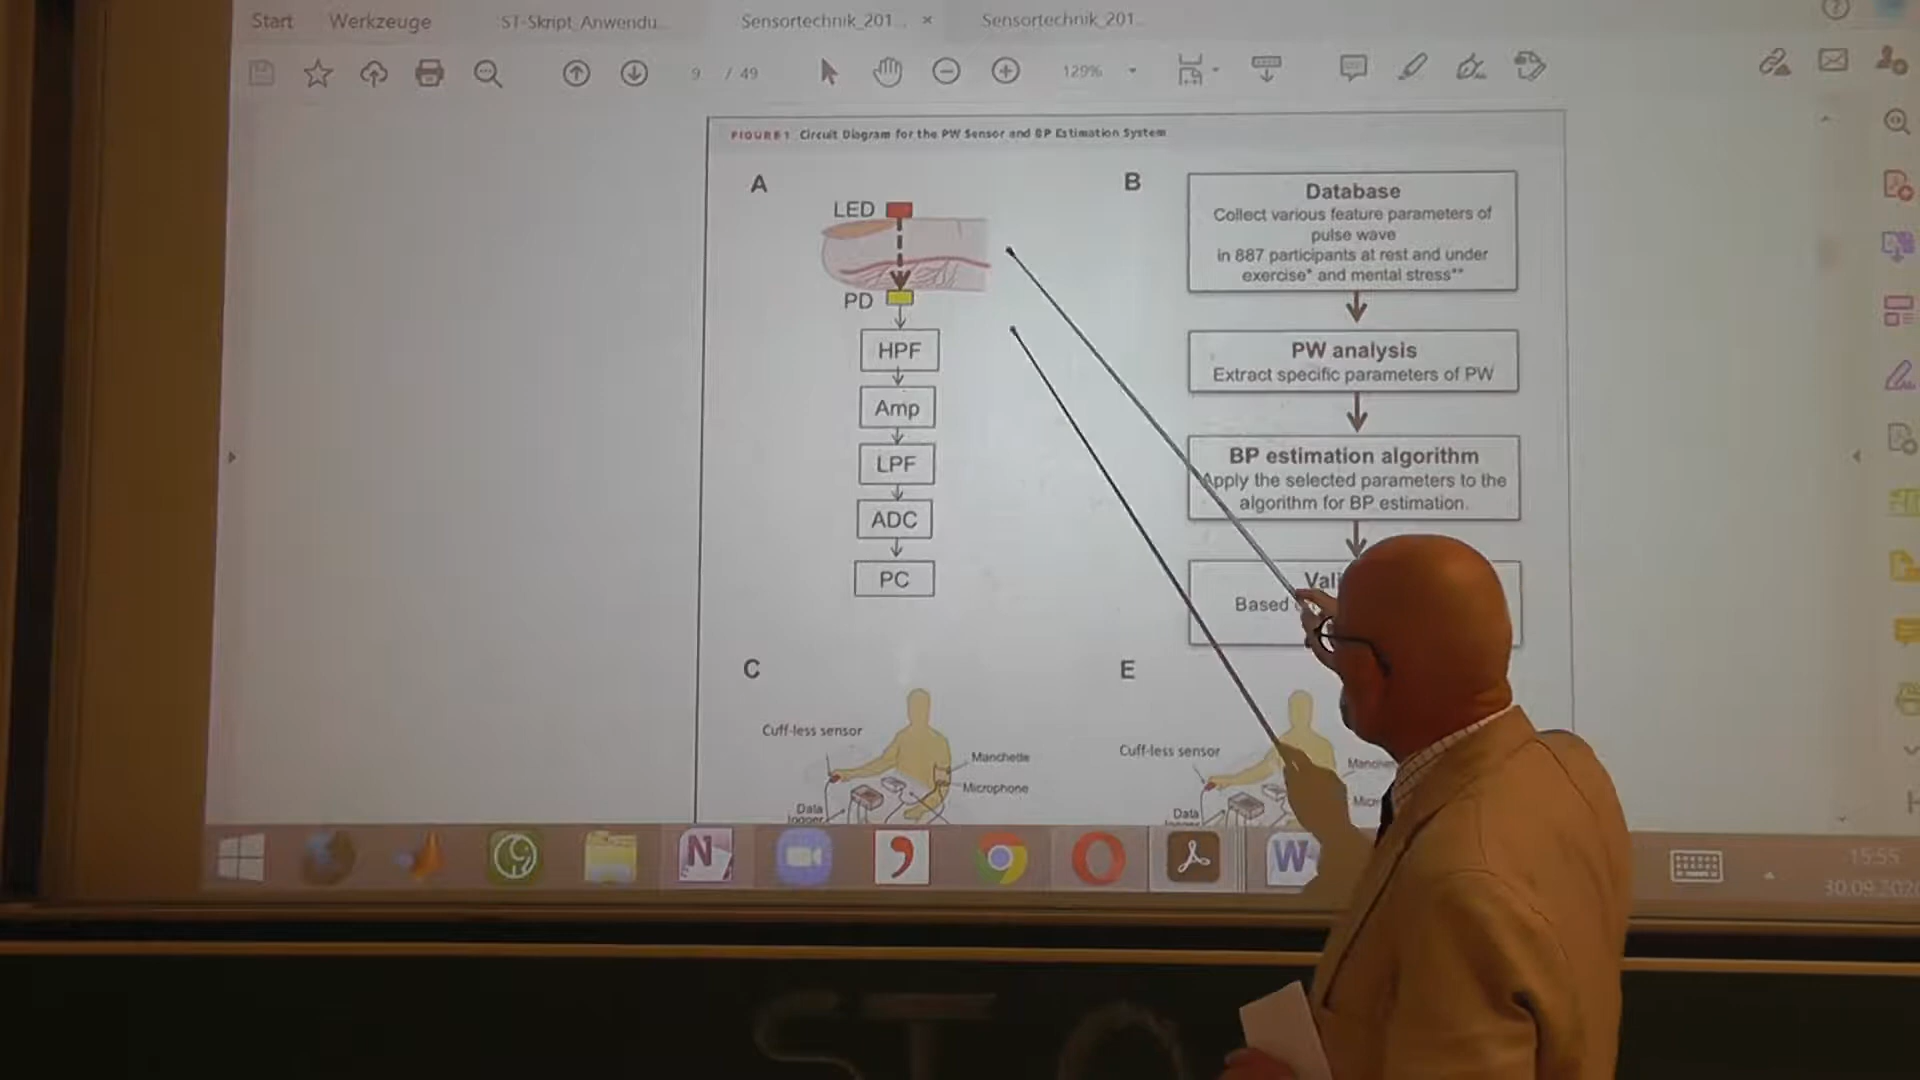 Start Werkzeuge ST-Skript_Anwendu... Sensortechnik_201... × Sensortechnik_201...
9 / 49 129%
FIGURE 1 Circuit Diagram for the PW Sensor and BP Estimation System
A
LED
PD
HPF
Amp
LPF
ADC
PC
B
Database
Collect various feature parameters of
pulse wave
in 887 participants at rest and under
exercise* and mental stress**
PW analysis
Extract specific parameters of PW
BP estimation algorithm
Apply the selected parameters to the
algorithm for BP estimation.
Based
C
Cuff-less sensor
Manchette
Microphone
Data
logger
E
Cuff-less sensor
Data
N
W
15:55